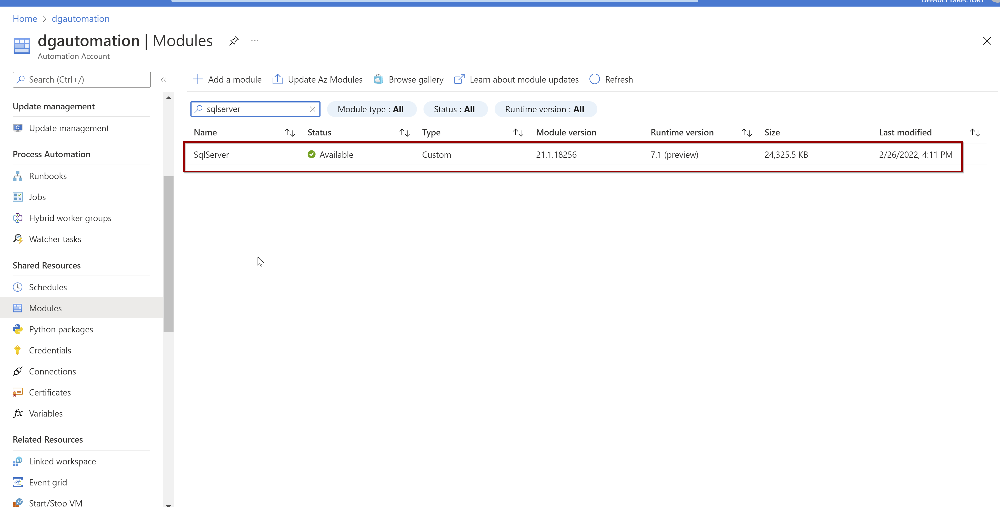 DEFAULT DIRECTORY
Home > dgautomation
dgautomation | Modules ...
Automation Account
Search (Ctrl+/) «
Add a module Update Az Modules Browse gallery Learn about module updates Refresh
sqlserver Module type : All Status : All Runtime version : All
Name Status Type Module version Runtime version Size Last modified
SqlServer Available Custom 21.1.18256 7.1 (preview) 24,325.5 KB 2/26/2022, 4:11 PM
Update management
Update management
Process Automation
Runbooks
Jobs
Hybrid worker groups
Watcher tasks
Shared Resources
Schedules
Modules
Python packages
Credentials
Connections
Certificates
fx Variables
Related Resources
Linked workspace
Event grid
Start/Stop VM